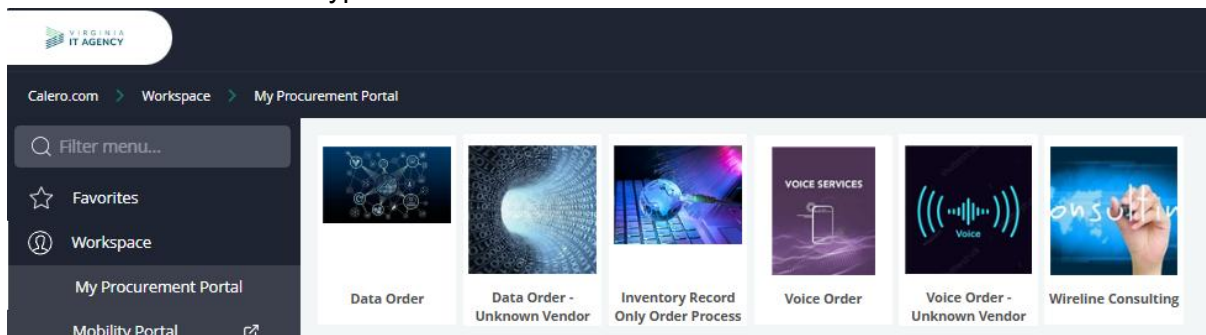 VIRGINIA
IT AGENCY
Calero.com > Workspace > My Procurement Portal
Filter menu...
Favorites
Workspace
My Procurement Portal
Mobility Portal
VOICE SERVICES
Voice
onsultin
Data Order
Data Order -
Unknown Vendor
Inventory Record
Only Order Process
Voice Order
Voice Order -
Unknown Vendor
Wireline Consulting